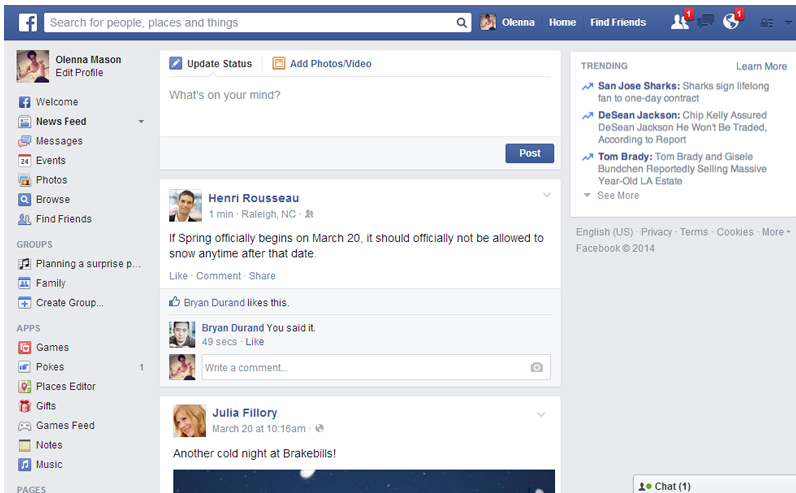 f
Search for people, places and things
Olenna
Home
Find Friends
1
1
Olenna Mason
Edit Profile
Welcome
News Feed
Messages
24
Events
Photos
Browse
Find Friends
GROUPS
Planning a surprise p...
Family
Create Group...
APPS
Games
Pokes 1
Places Editor
Gifts
Games Feed
Notes
Music
PAGES
Update Status
Add Photos/Video
What's on your mind?
Post
Henri Rousseau
1 min · Raleigh, NC ·
If Spring officially begins on March 20, it should officially not be allowed to
snow anytime after that date.
Like · Comment · Share
Bryan Durand likes this.
Bryan Durand You said it.
49 secs · Like
Write a comment...
Julia Fillory
March 20 at 10:16am ·
Another cold night at Brakebills!
TRENDING
Learn More
San Jose Sharks: Sharks sign lifelong
fan to one-day contract
DeSean Jackson: Chip Kelly Assured
DeSean Jackson He Won't Be Traded,
According to Report
Tom Brady: Tom Brady and Gisele
Bundchen Reportedly Selling Massive
Year-Old LA Estate
See More
English (US) · Privacy · Terms · Cookies · More
Facebook © 2014
Chat (1)